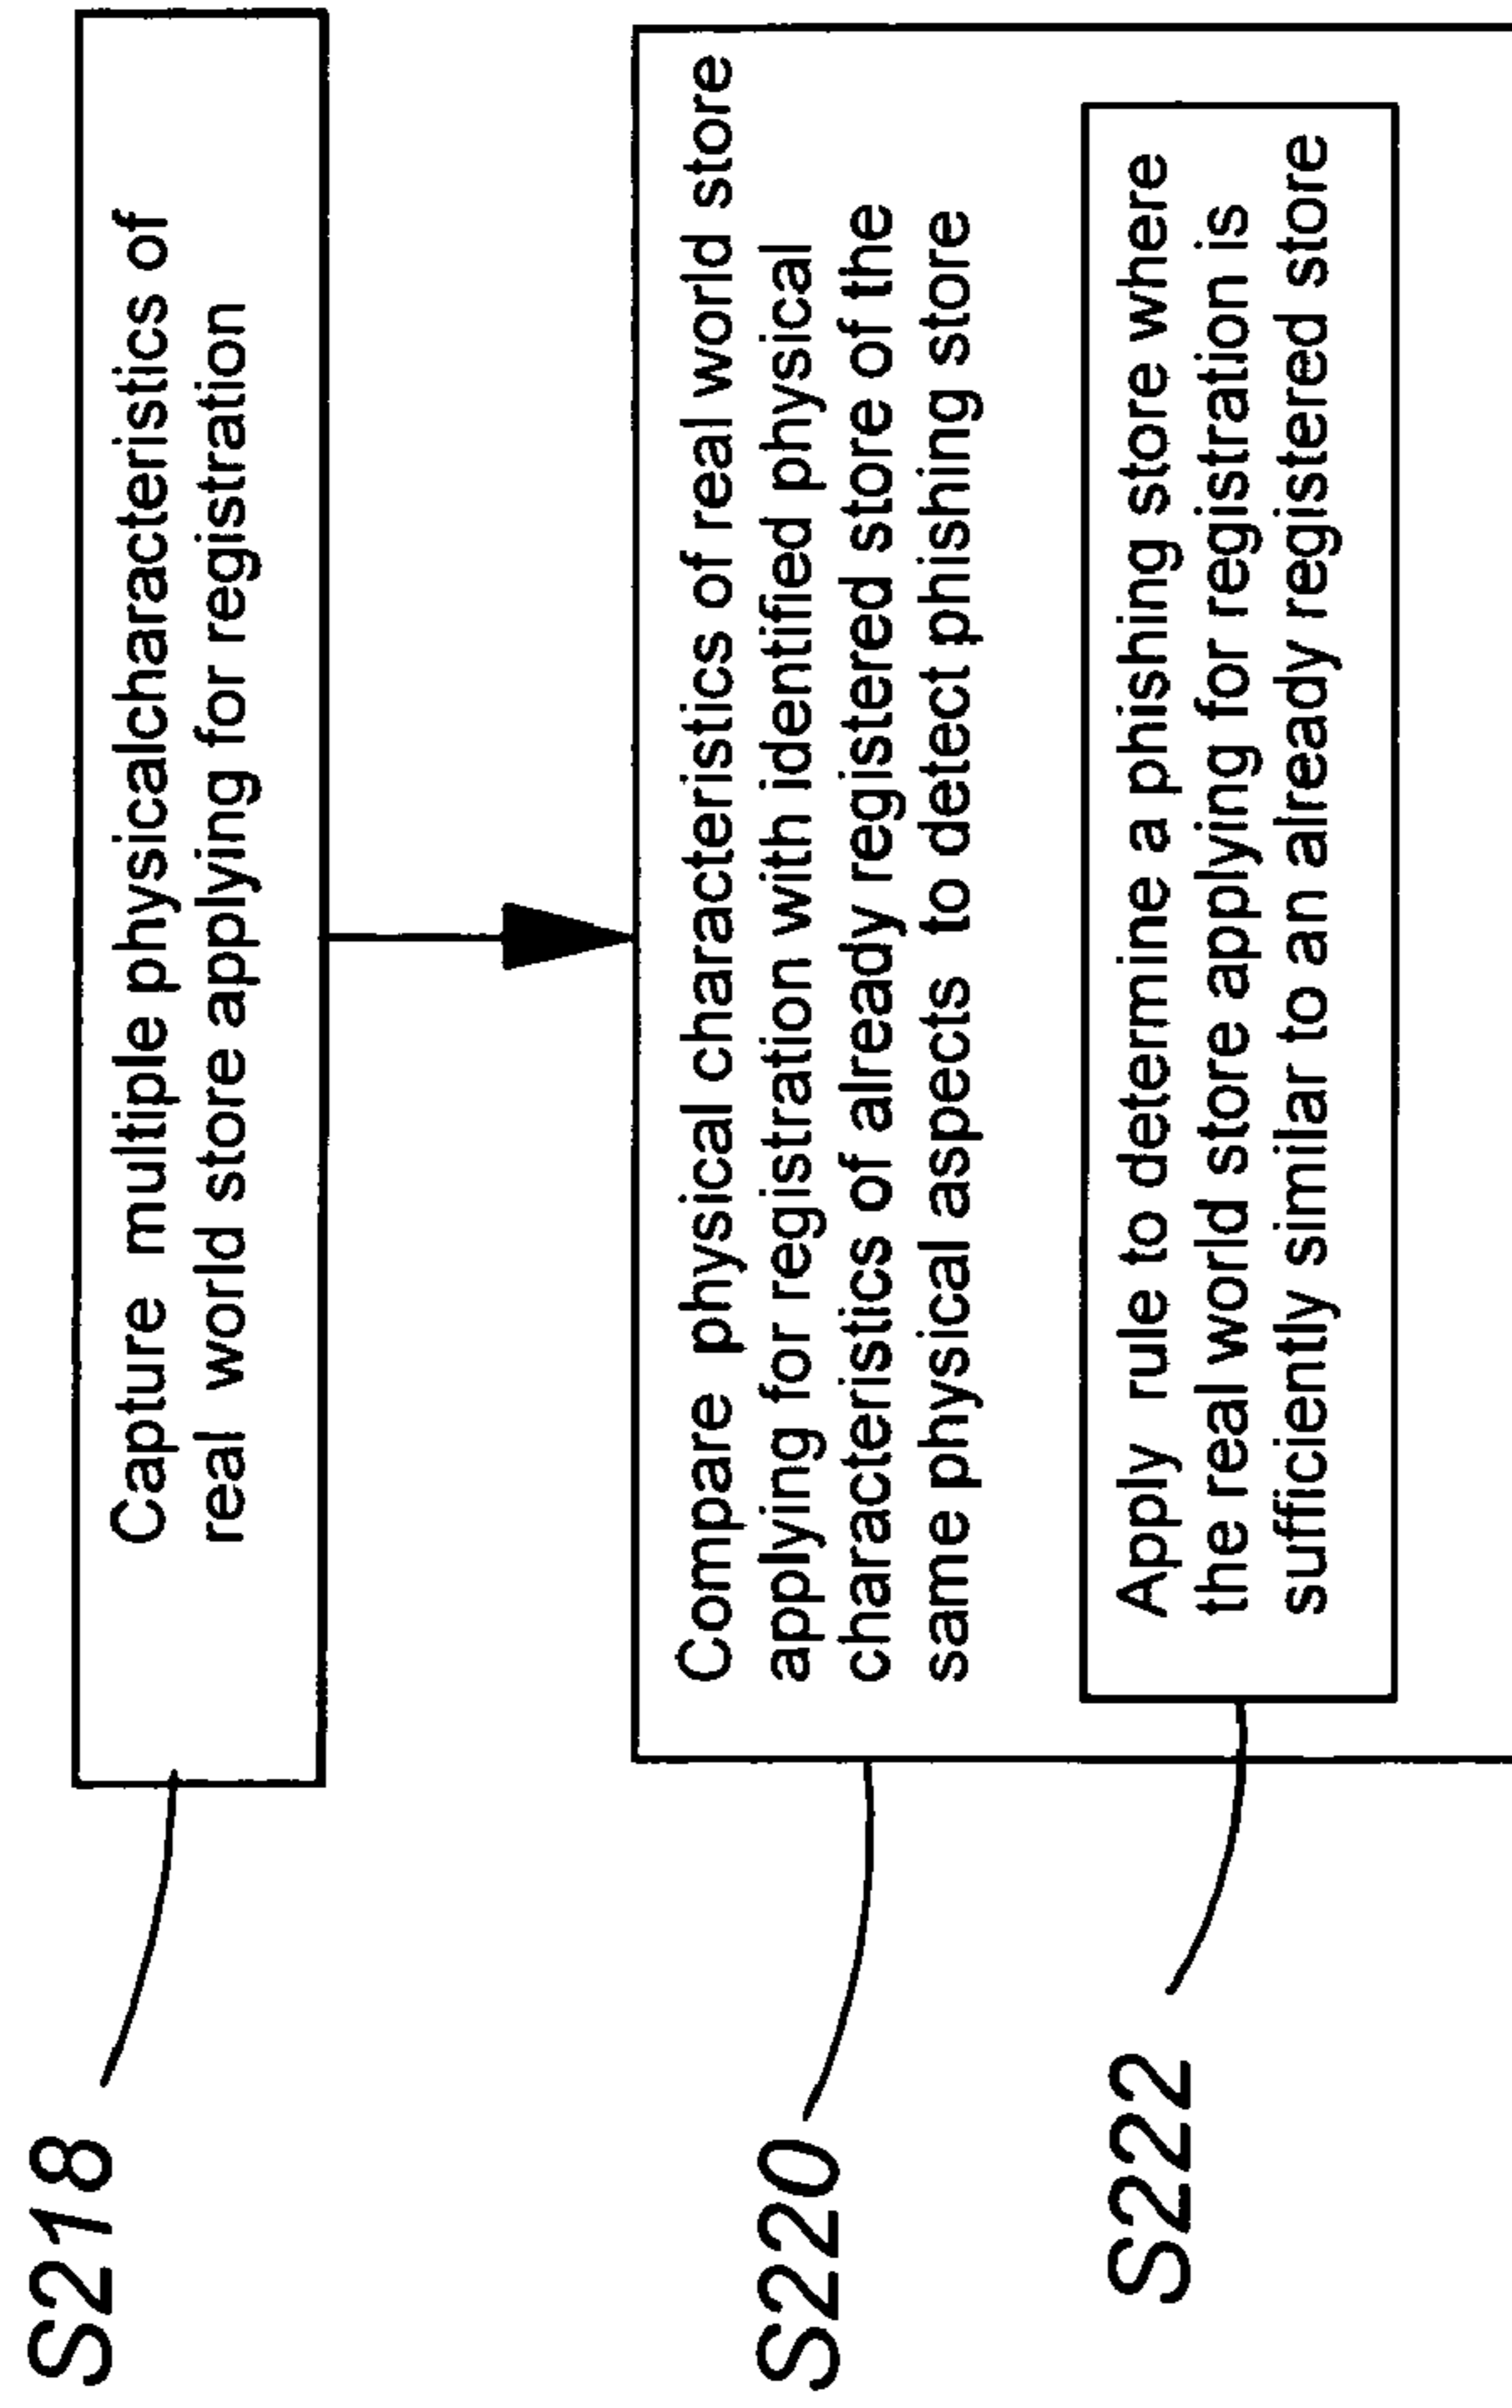 S218
Capture multiple physicalcharacteristics of
real world store applying for registration
S220
Compare physical characteristics of real world store
applying for registration with identified physical
characteristics of already registered store of the
same physical aspects to detect phishing store
S222
Apply rule to determine a phishing store where
the real world store applying for registration is
sufficiently similar to an already registered store